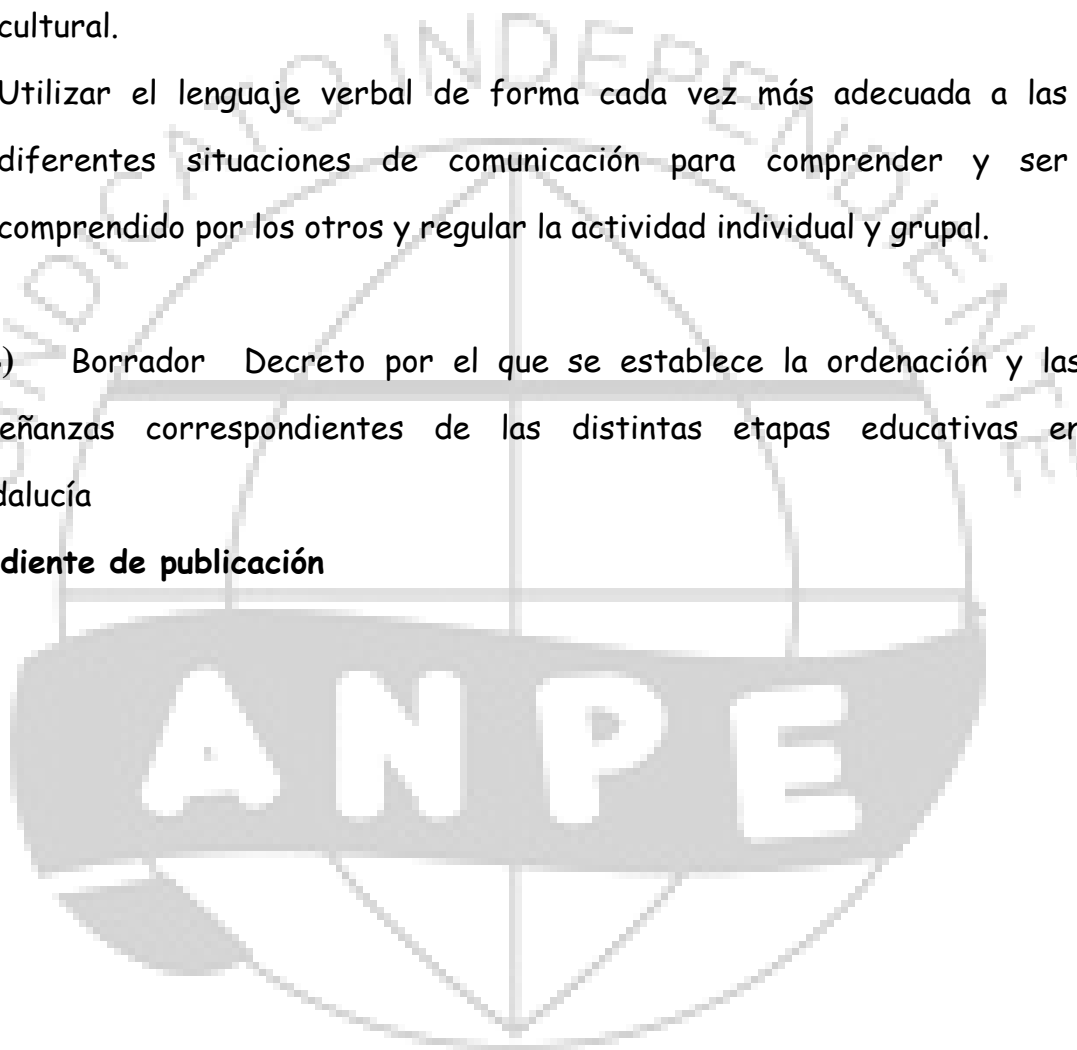 cultural.
Utilizar el lenguaje verbal de forma cada vez más adecuada a las
diferentes situaciones de comunicación para comprender y ser
comprendido por los otros y regular la actividad individual y grupal.
) Borrador Decreto por el que se establece la ordenación y las
eñanzas correspondientes de las distintas etapas educativas en
dalucía
diente de publicación
SINDICATO INDEPENDIENTE
ANPE